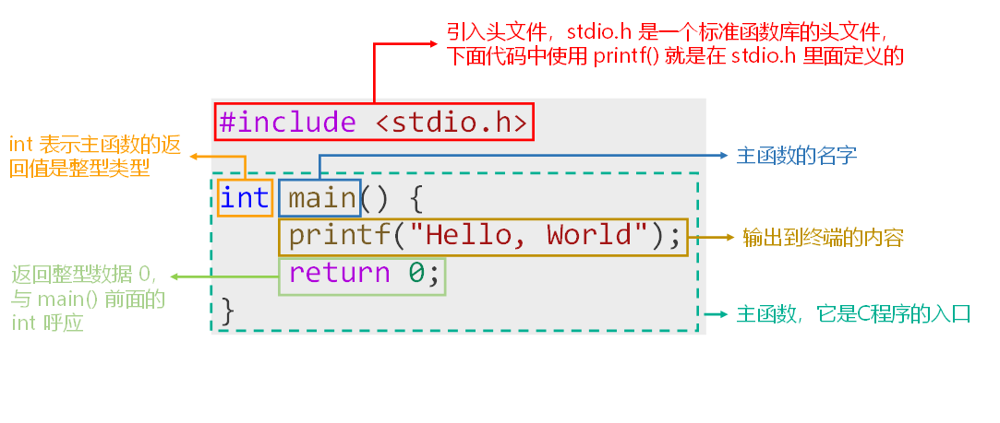 引入头文件，stdio.h 是一个标准函数库的头文件，
下面代码中使用 printf() 就是在 stdio.h 里面定义的
#include <stdio.h>
int 表示主函数的返
回值是整型类型
主函数的名字
int main() {
printf("Hello, World");
输出到终端的内容
return 0;
返回整型数据 0，
与 main() 前面的
int 呼应
}
主函数，它是C程序的入口